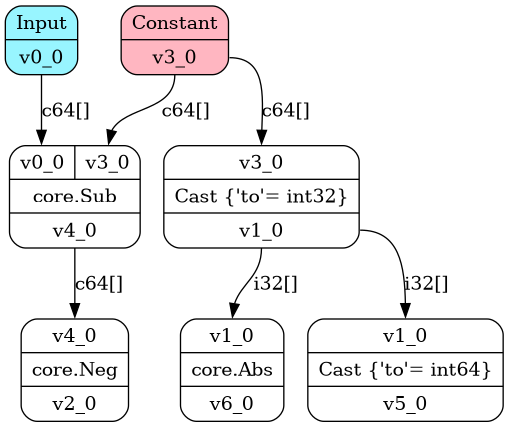 Input
v0_0
Constant
v3_0
c64[]
c64[]
c64[]
v0_0 v3_0
core.Sub
v4_0
v3_0
Cast {'to'= int32}
v1_0
c64[]
i32[]
i32[]
v4_0
core.Neg
v2_0
v1_0
core.Abs
v6_0
v1_0
Cast {'to'= int64}
v5_0